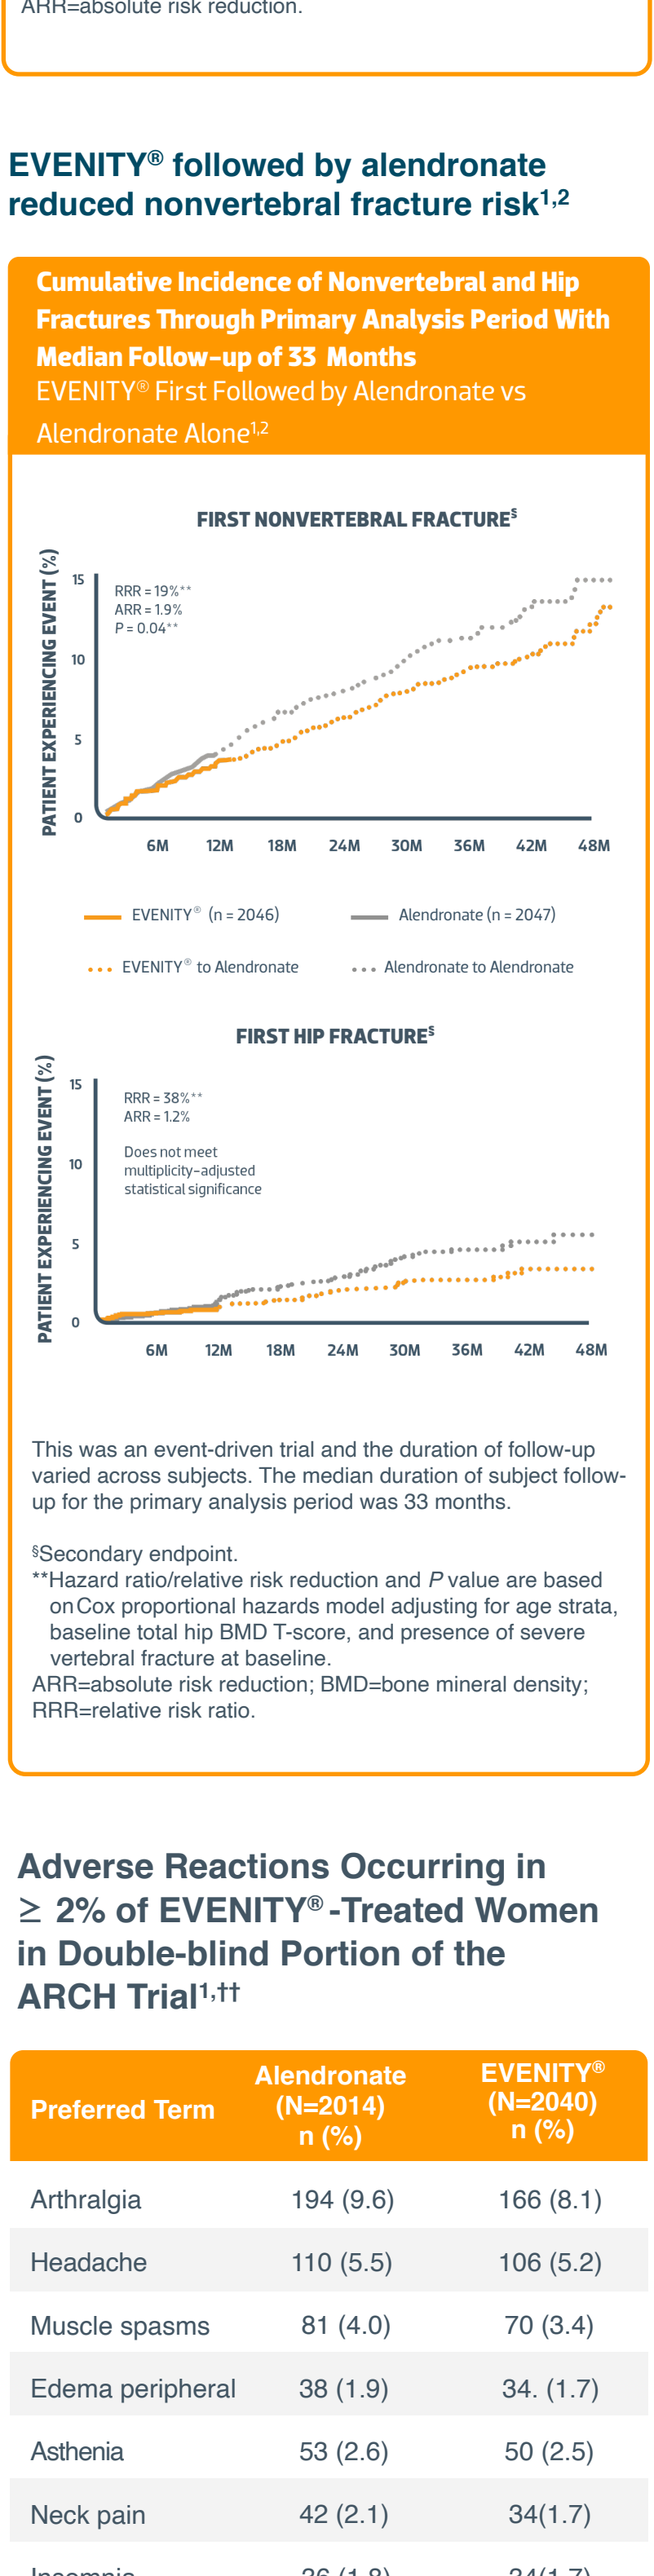 ARR=absolute risk reduction.
EVENITY® followed by alendronate
reduced nonvertebral fracture risk1,2
Cumulative Incidence of Nonvertebral and Hip
Fractures Through Primary Analysis Period With
Median Follow-up of 33 Months
EVENITY® First Followed by Alendronate vs
Alendronate Alone1,2
FIRST NONVERTEBRAL FRACTURE§
PATIENT EXPERIENCING EVENT (%)
15
10
5
0
RRR = 19%**
ARR = 1.9%
P = 0.04**
6M 12M 18M 24M 30M 36M 42M 48M
EVENITY® (n = 2046) Alendronate (n = 2047)
EVENITY® to Alendronate Alendronate to Alendronate
FIRST HIP FRACTURE§
PATIENT EXPERIENCING EVENT (%)
15
10
5
0
RRR = 38%**
ARR = 1.2%
Does not meet
multiplicity-adjusted
statistical significance
6M 12M 18M 24M 30M 36M 42M 48M
This was an event-driven trial and the duration of follow-up
varied across subjects. The median duration of subject follow-
up for the primary analysis period was 33 months.
§Secondary endpoint.
**Hazard ratio/relative risk reduction and P value are based
on Cox proportional hazards model adjusting for age strata,
baseline total hip BMD T-score, and presence of severe
vertebral fracture at baseline.
ARR=absolute risk reduction; BMD=bone mineral density;
RRR=relative risk ratio.
Adverse Reactions Occurring in
≥ 2% of EVENITY® -Treated Women
in Double-blind Portion of the
ARCH Trial1,††
Preferred Term Alendronate (N=2014) n (%) EVENITY® (N=2040) n (%)
Arthralgia 194 (9.6) 166 (8.1)
Headache 110 (5.5) 106 (5.2)
Muscle spasms 81 (4.0) 70 (3.4)
Edema peripheral 38 (1.9) 34. (1.7)
Asthenia 53 (2.6) 50 (2.5)
Neck pain 42 (2.1) 34(1.7)
Insomnia 36 (1.8) 34(1.7)